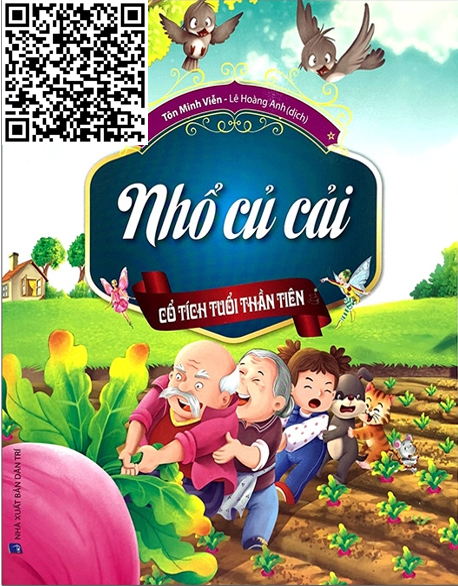 Tôn Minh Viễn - Lê Hoàng Anh (dịch)
Nhổ củ cải
CỔ TÍCH TUỔI THẦN TIÊN
NHÀ XUẤT BẢN DÂN TRÍ